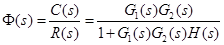 Φ(s) = C(s)/R(s) = G₁(s)G₂(s)/(1+G₁(s)G₂(s)H(s))